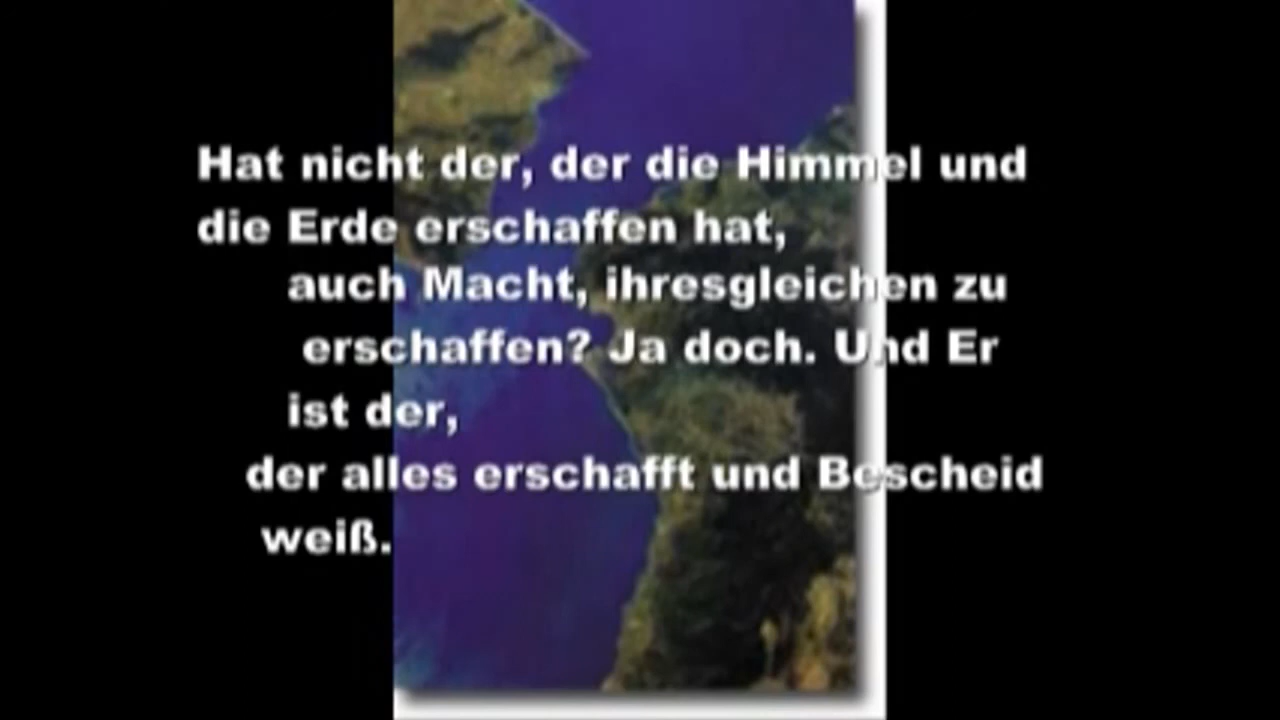 Hat nicht der, der die Himmel und
die Erde erschaffen hat,
auch Macht, ihresgleichen zu
erschaffen? Ja doch. Und Er
ist der,
der alles erschafft und Bescheid
weiß.